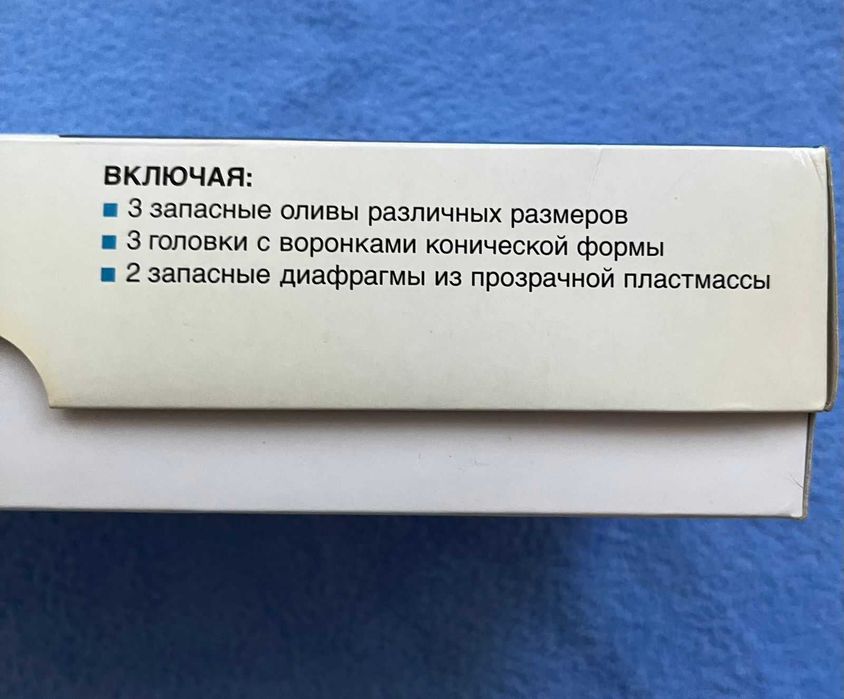 ВКЛЮЧАЯ:
■ 3 запасные оливы различных размеров
■ 3 головки с воронками конической формы
■ 2 запасные диафрагмы из прозрачной пластмассы